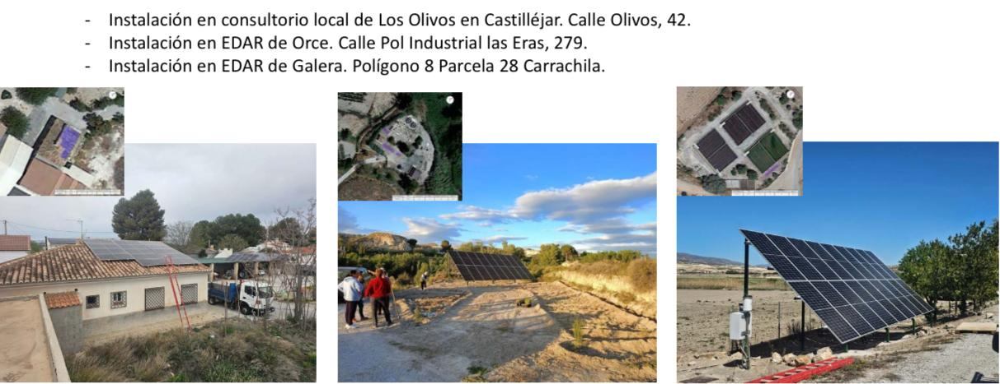 - Instalación en consultorio local de Los Olivos en Castilléjar. Calle Olivos, 42.
- Instalación en EDAR de Orce. Calle Pol Industrial las Eras, 279.
- Instalación en EDAR de Galera. Polígono 8 Parcela 28 Carrachila.